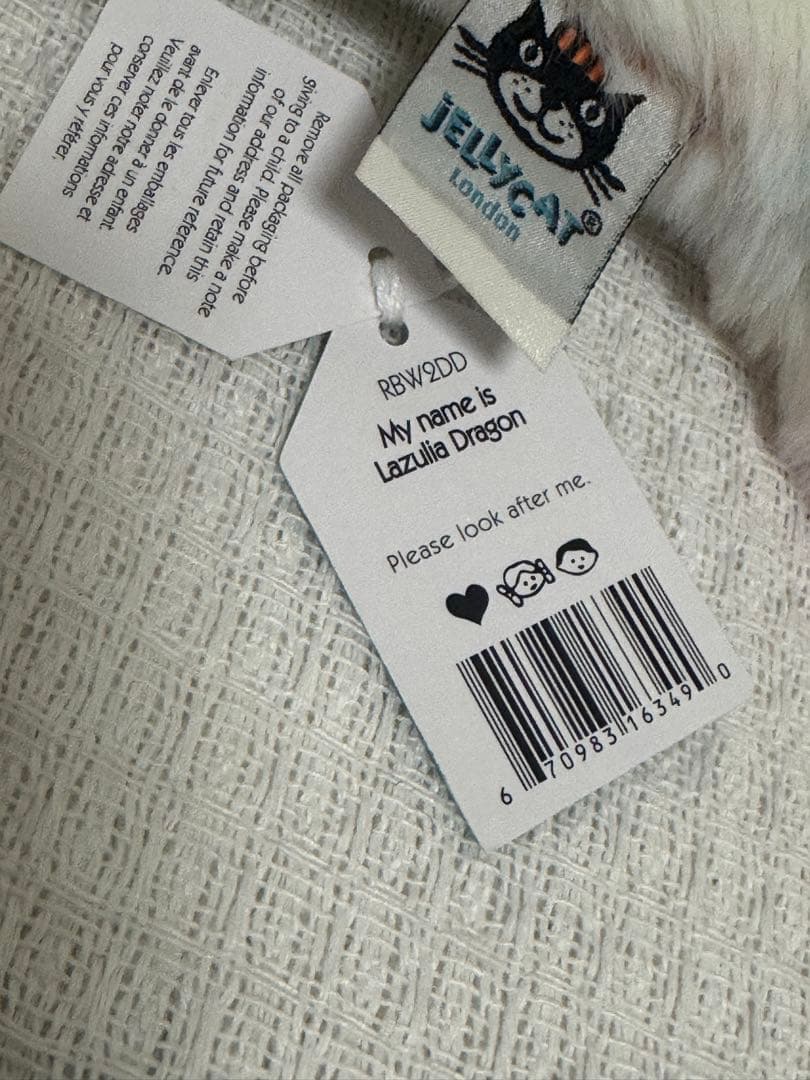 JELLYCAT®
London
Remove all packaging before
giving to a child. Please make a note
of our address and retain this
information for future reference.
Enlever tous les emballages
avant de le donner à un enfant.
Veuillez noter notre adresse et
conserver ces informations
pour vous y référer.
RBW2DD
My name is
Lazulia Dragon
Please look after me.
6 70983 16349 0